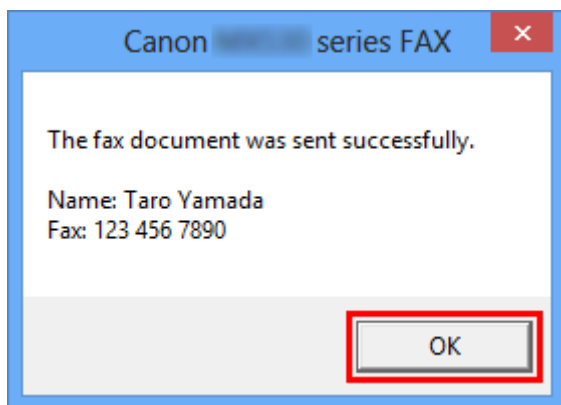 Canon series FAX
The fax document was sent successfully.
Name: Taro Yamada
Fax: 123 456 7890
OK